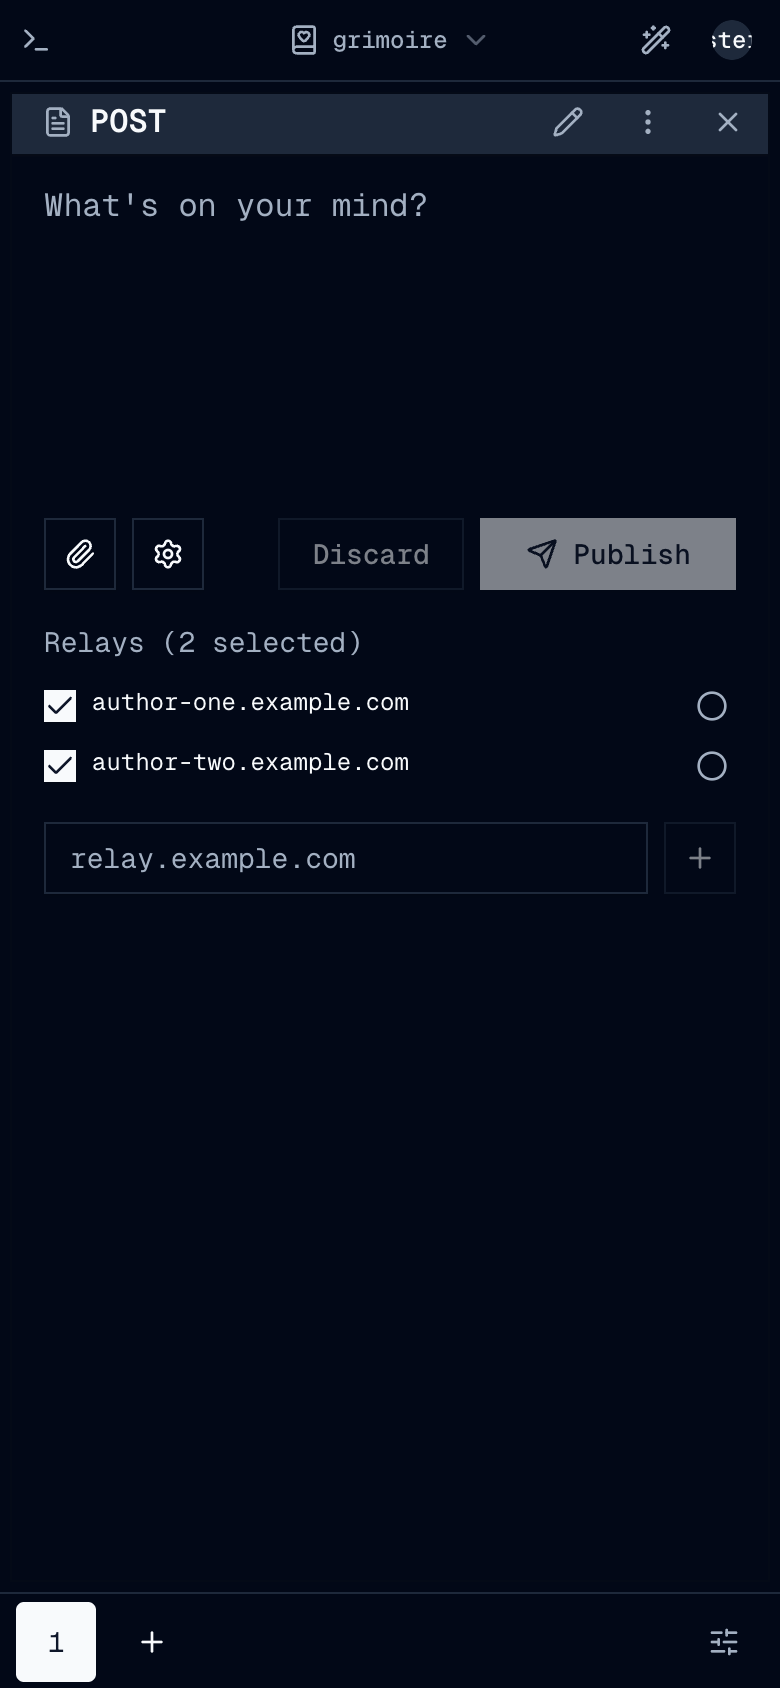 grimoire
POST
What's on your mind?
Discard
Publish
Relays (2 selected)
author-one.example.com
author-two.example.com
relay.example.com
1